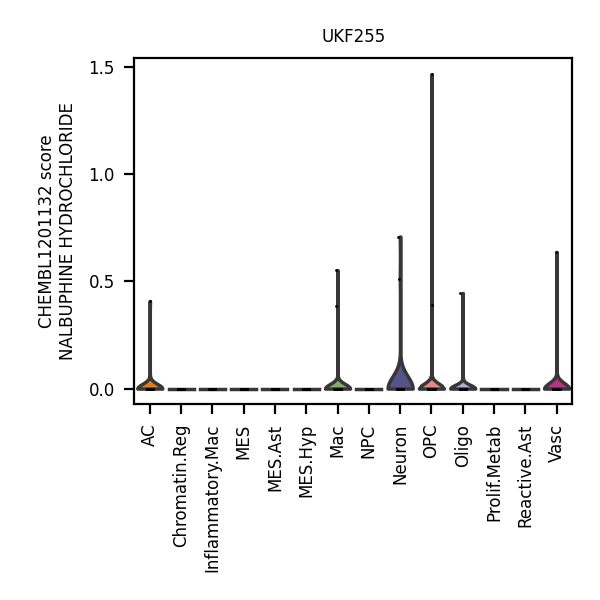 UKF255
CHEMBL1201132 score
NALBUPHINE HYDROCHLORIDE
1.5
1.0
0.5
0.0
AC
Chromatin.Reg
Inflammatory.Mac
MES
MES.Ast
MES.Hyp
Mac
NPC
Neuron
OPC
Oligo
Prolif.Metab
Reactive.Ast
Vasc